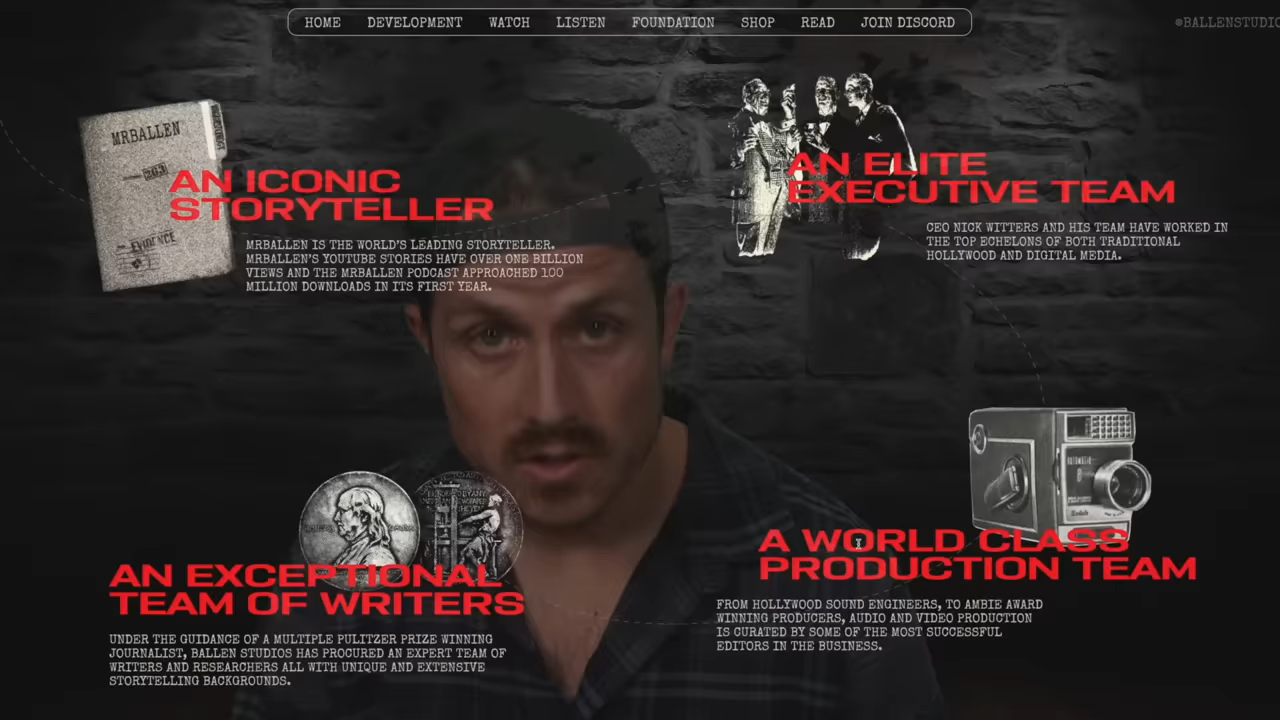 HOME DEVELOPMENT WATCH LISTEN FOUNDATION SHOP READ JOIN DISCORD
MRBALLEN
EVIDENCE
AN ICONIC
STORYTELLER
MRBALLEN IS THE WORLD'S LEADING STORYTELLER.
MRBALLEN'S YOUTUBE STORIES HAVE OVER ONE BILLION
VIEWS AND THE MRBALLEN PODCAST APPROACHED 100
MILLION DOWNLOADS IN ITS FIRST YEAR.
AN ELITE
EXECUTIVE TEAM
CEO NICK WITTERS AND HIS TEAM HAVE WORKED IN
THE TOP ECHELONS OF BOTH TRADITIONAL
HOLLYWOOD AND DIGITAL MEDIA.
AN EXCEPTIONAL
TEAM OF WRITERS
UNDER THE GUIDANCE OF A MULTIPLE PULITZER PRIZE WINNING
JOURNALIST, BALLEN STUDIOS HAS PROCURED AN EXPERT TEAM OF
WRITERS AND RESEARCHERS ALL WITH UNIQUE AND EXTENSIVE
STORYTELLING BACKGROUNDS.
Kodak
A WORLD CLASS
PRODUCTION TEAM
FROM HOLLYWOOD SOUND ENGINEERS, TO AMBIE AWARD
WINNING PRODUCERS, AUDIO AND VIDEO PRODUCTION
IS CURATED BY SOME OF THE MOST SUCCESSFUL
EDITORS IN THE BUSINESS.